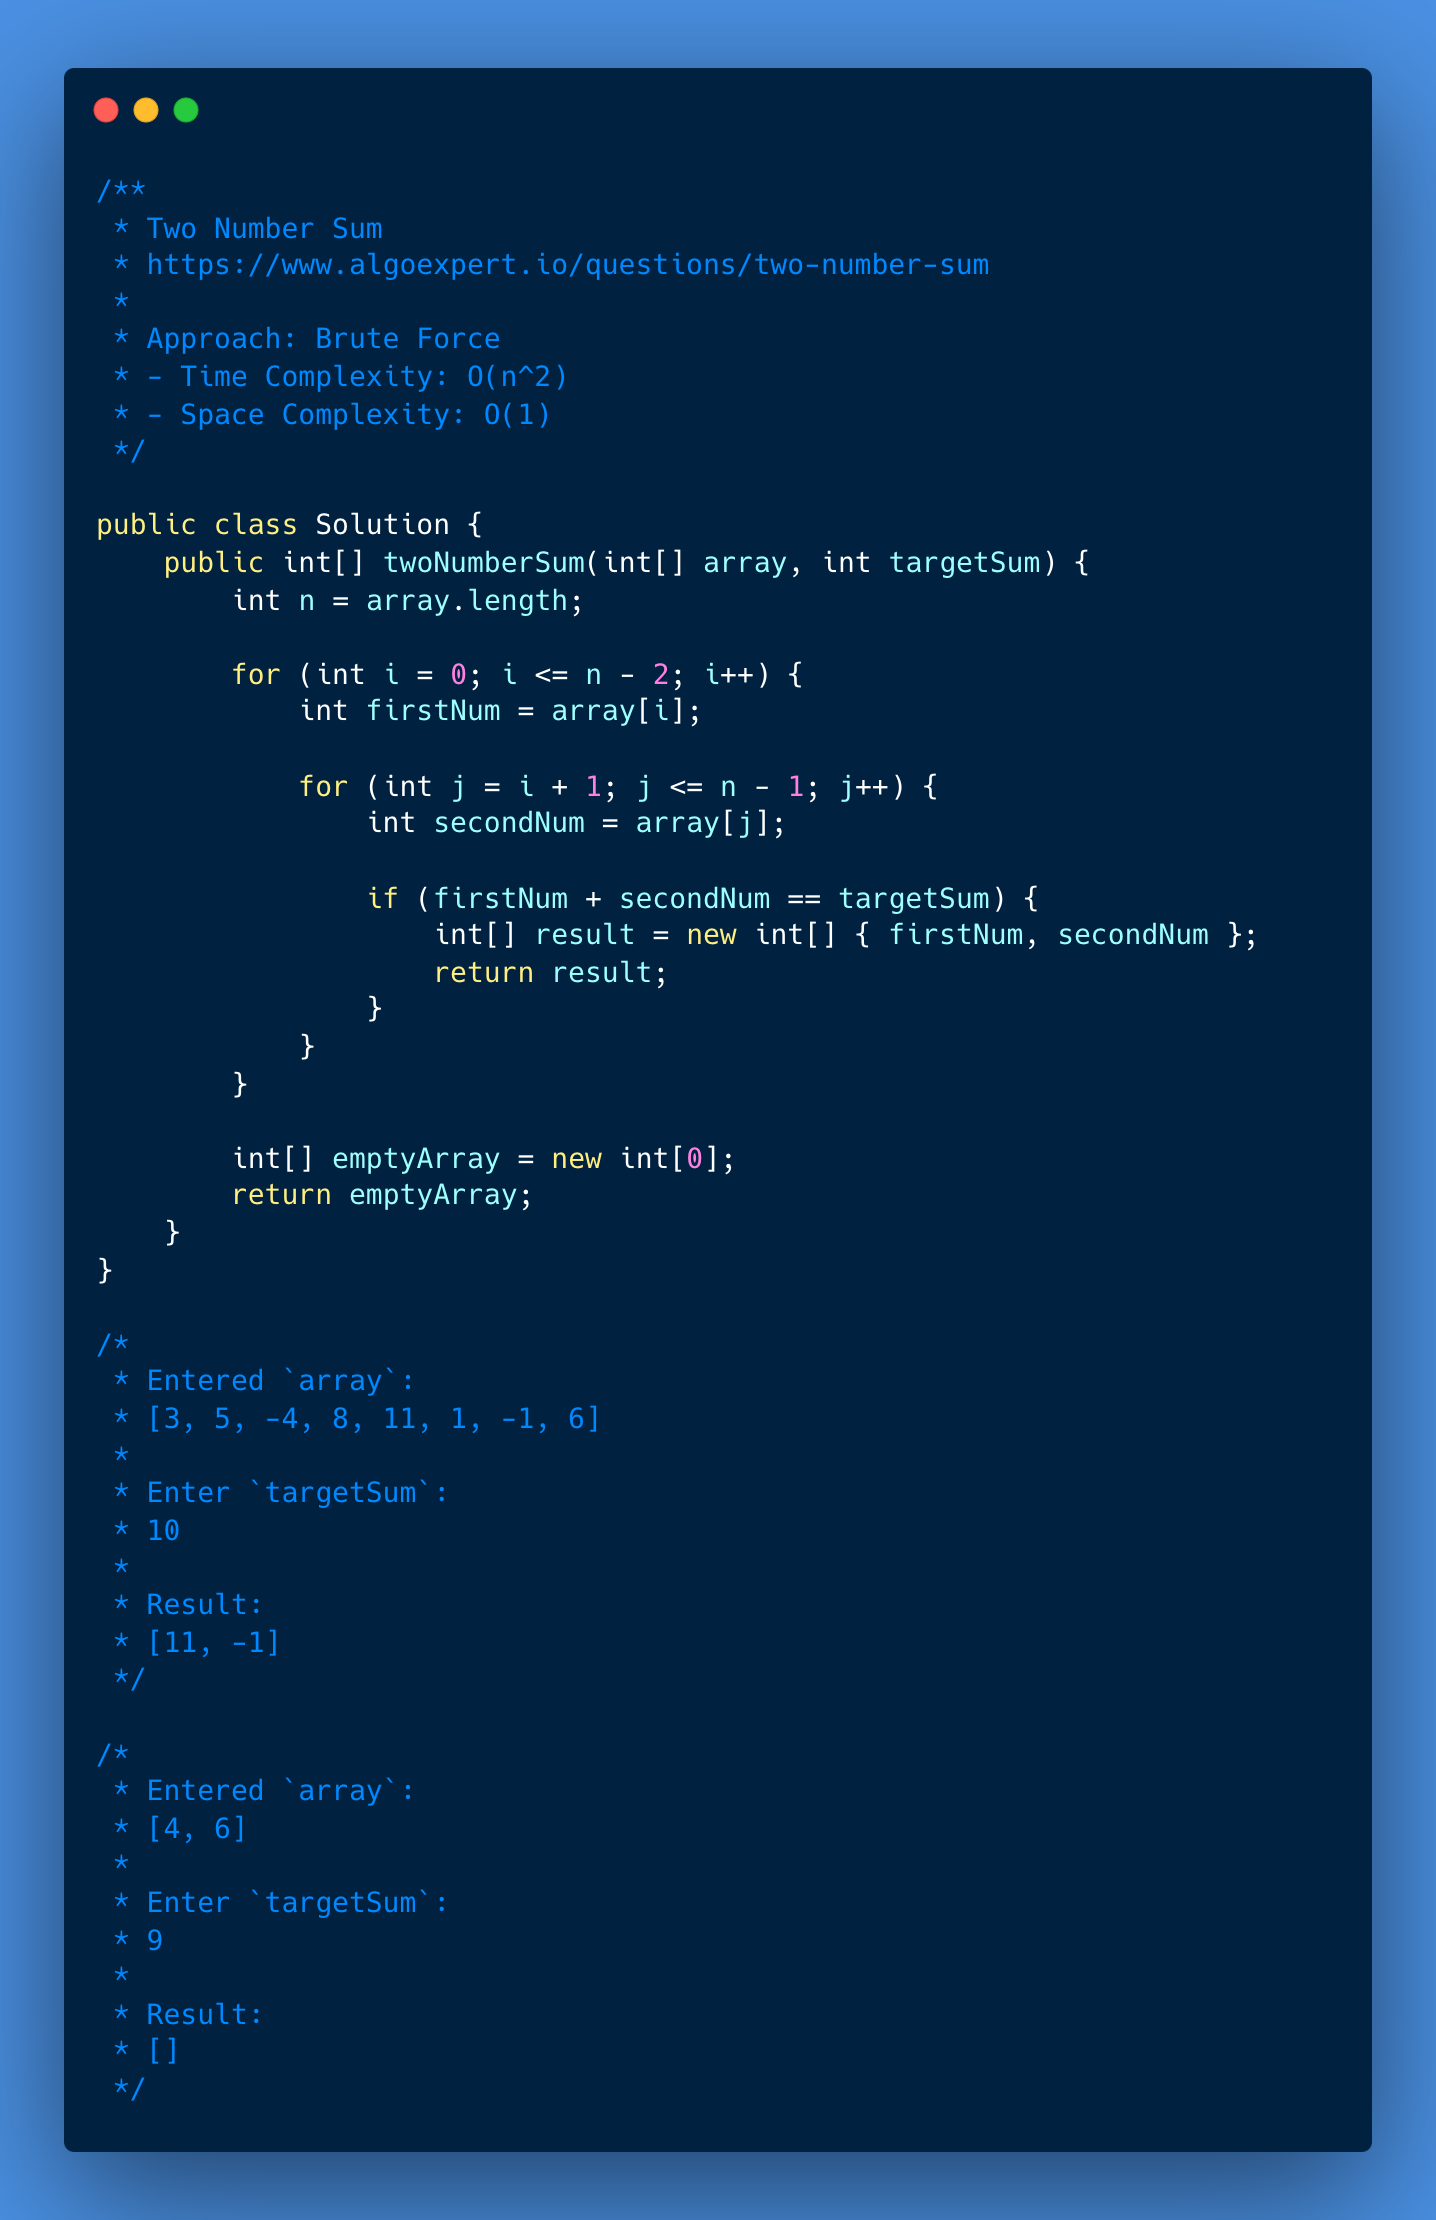 /**
 * Two Number Sum
 * https://www.algoexpert.io/questions/two-number-sum
 *
 * Approach: Brute Force
 * - Time Complexity: O(n^2)
 * - Space Complexity: O(1)
 */

public class Solution {
    public int[] twoNumberSum(int[] array, int targetSum) {
        int n = array.length;

        for (int i = 0; i <= n - 2; i++) {
            int firstNum = array[i];

            for (int j = i + 1; j <= n - 1; j++) {
                int secondNum = array[j];

                if (firstNum + secondNum == targetSum) {
                    int[] result = new int[] { firstNum, secondNum };
                    return result;
                }
            }
        }

        int[] emptyArray = new int[0];
        return emptyArray;
    }
}

/*
 * Entered `array`:
 * [3, 5, -4, 8, 11, 1, -1, 6]
 *
 * Enter `targetSum`:
 * 10
 *
 * Result:
 * [11, -1]
 */

/*
 * Entered `array`:
 * [4, 6]
 *
 * Enter `targetSum`:
 * 9
 *
 * Result:
 * []
 */